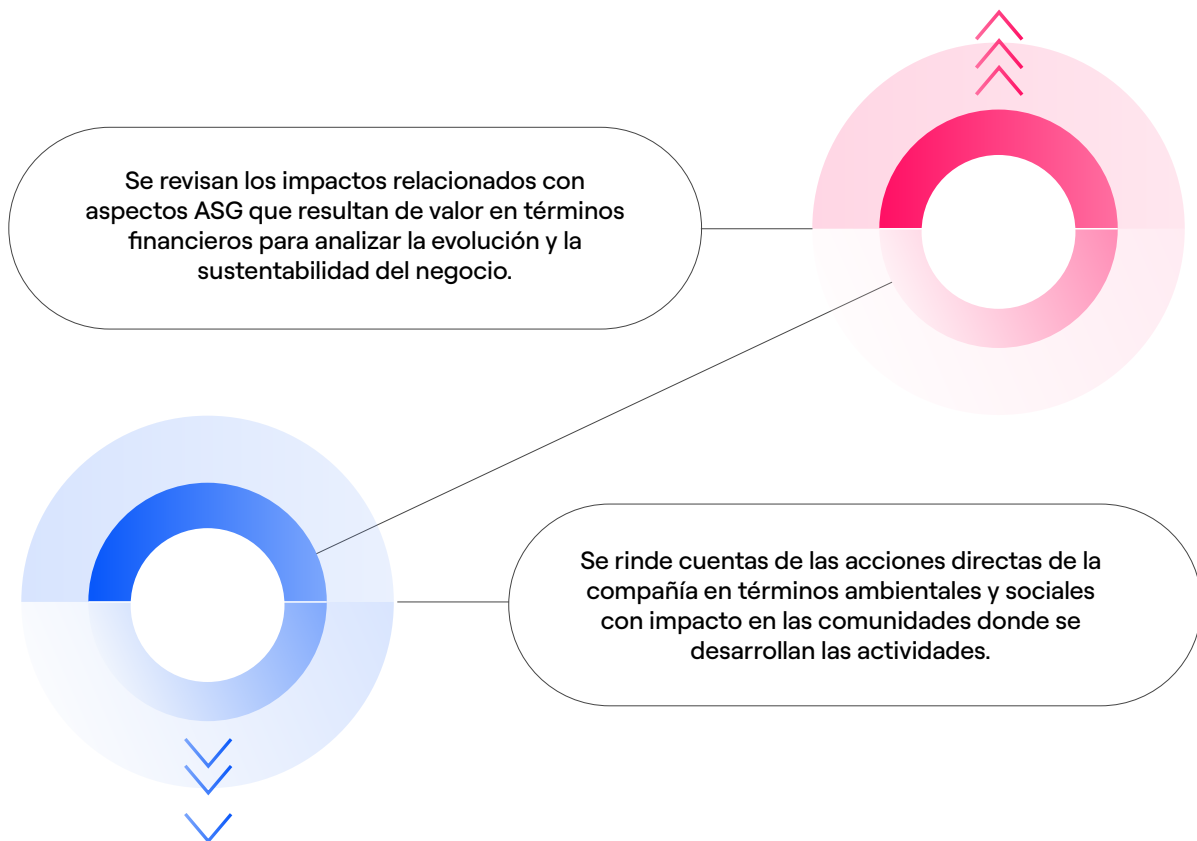 Se revisan los impactos relacionados con
aspectos ASG que resultan de valor en términos
financieros para analizar la evolución y la
sustentabilidad del negocio.
Se rinde cuentas de las acciones directas de la
compañía en términos ambientales y sociales
con impacto en las comunidades donde se
desarrollan las actividades.